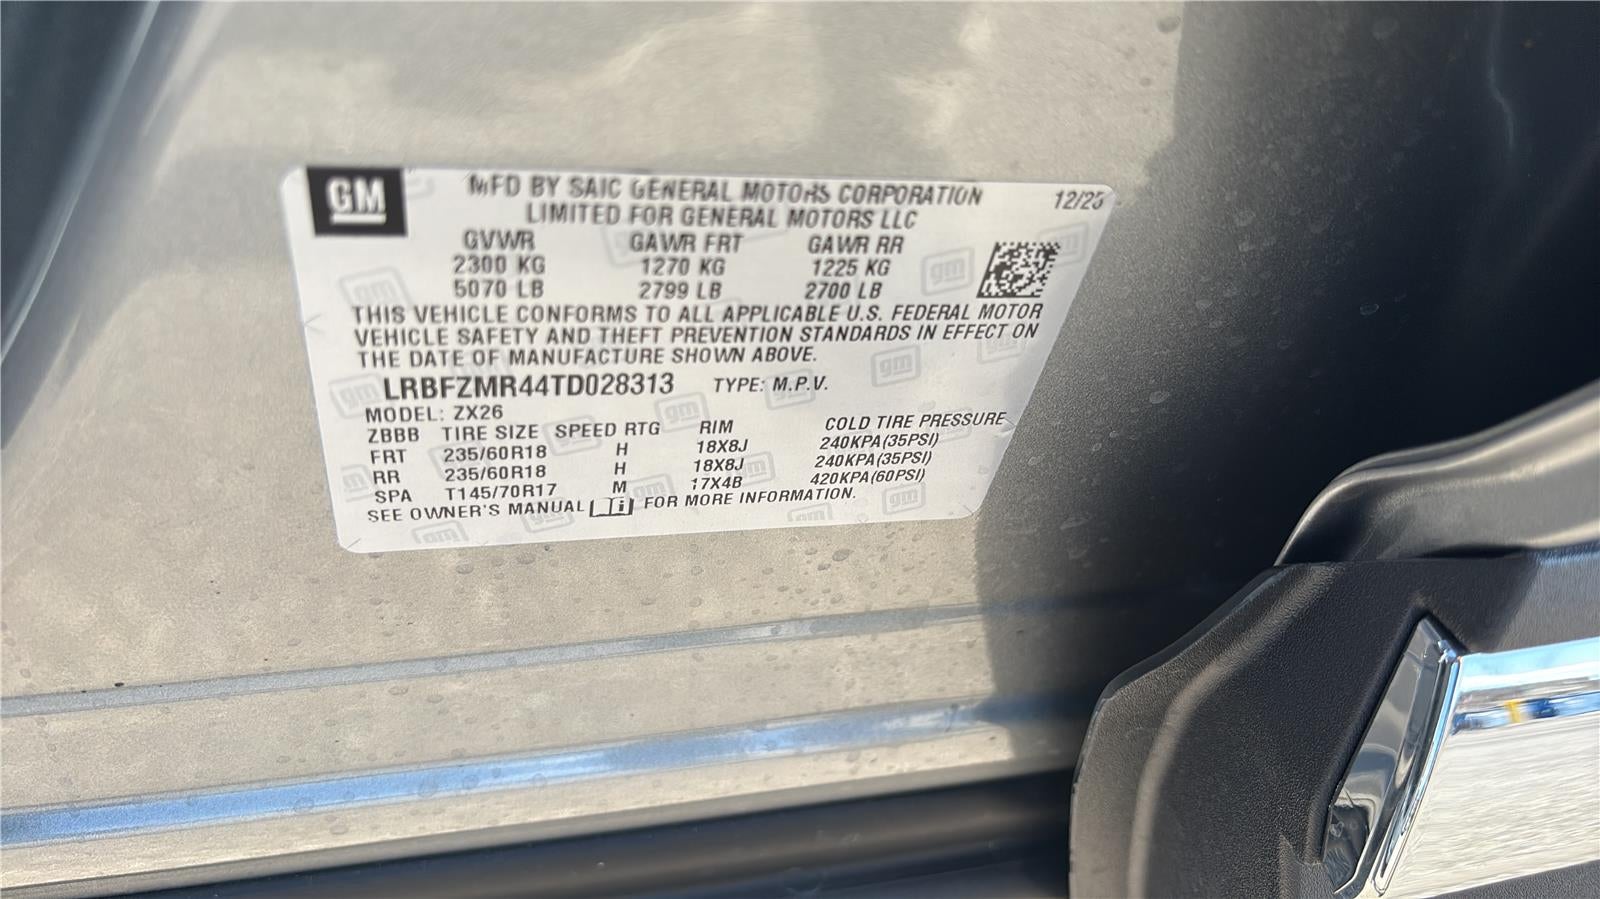 GM
MFD BY SAIC GENERAL MOTORS CORPORATION 12/25
LIMITED FOR GENERAL MOTORS LLC
GVWR GAWR FRT GAWR RR
2300 KG 1270 KG 1225 KG
5070 LB 2799 LB 2700 LB
THIS VEHICLE CONFORMS TO ALL APPLICABLE U.S. FEDERAL MOTOR
VEHICLE SAFETY AND THEFT PREVENTION STANDARDS IN EFFECT ON
THE DATE OF MANUFACTURE SHOWN ABOVE.
LRBFZMR44TD028313 TYPE: M.P.V.
MODEL: ZX26
ZBBB TIRE SIZE SPEED RTG RIM COLD TIRE PRESSURE
FRT 235/60R18 H 18X8J 240KPA(35PSI)
RR 235/60R18 H 18X8J 240KPA(35PSI)
SPA T145/70R17 M 17X4B 420KPA(60PSI)
SEE OWNER'S MANUAL FOR MORE INFORMATION.